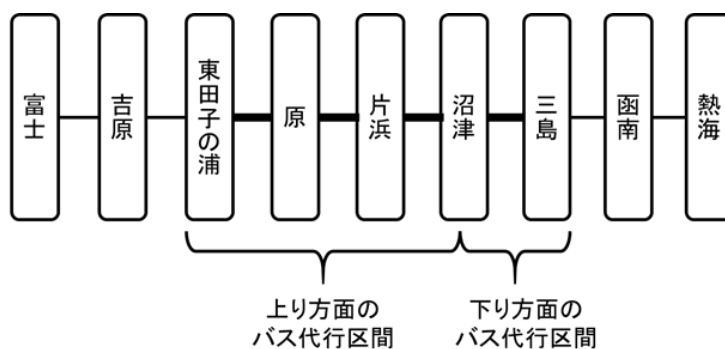 富士
吉原
東田子の浦
原
片浜
沼津
三島
函南
熱海
上り方面の
バス代行区間
下り方面の
バス代行区間